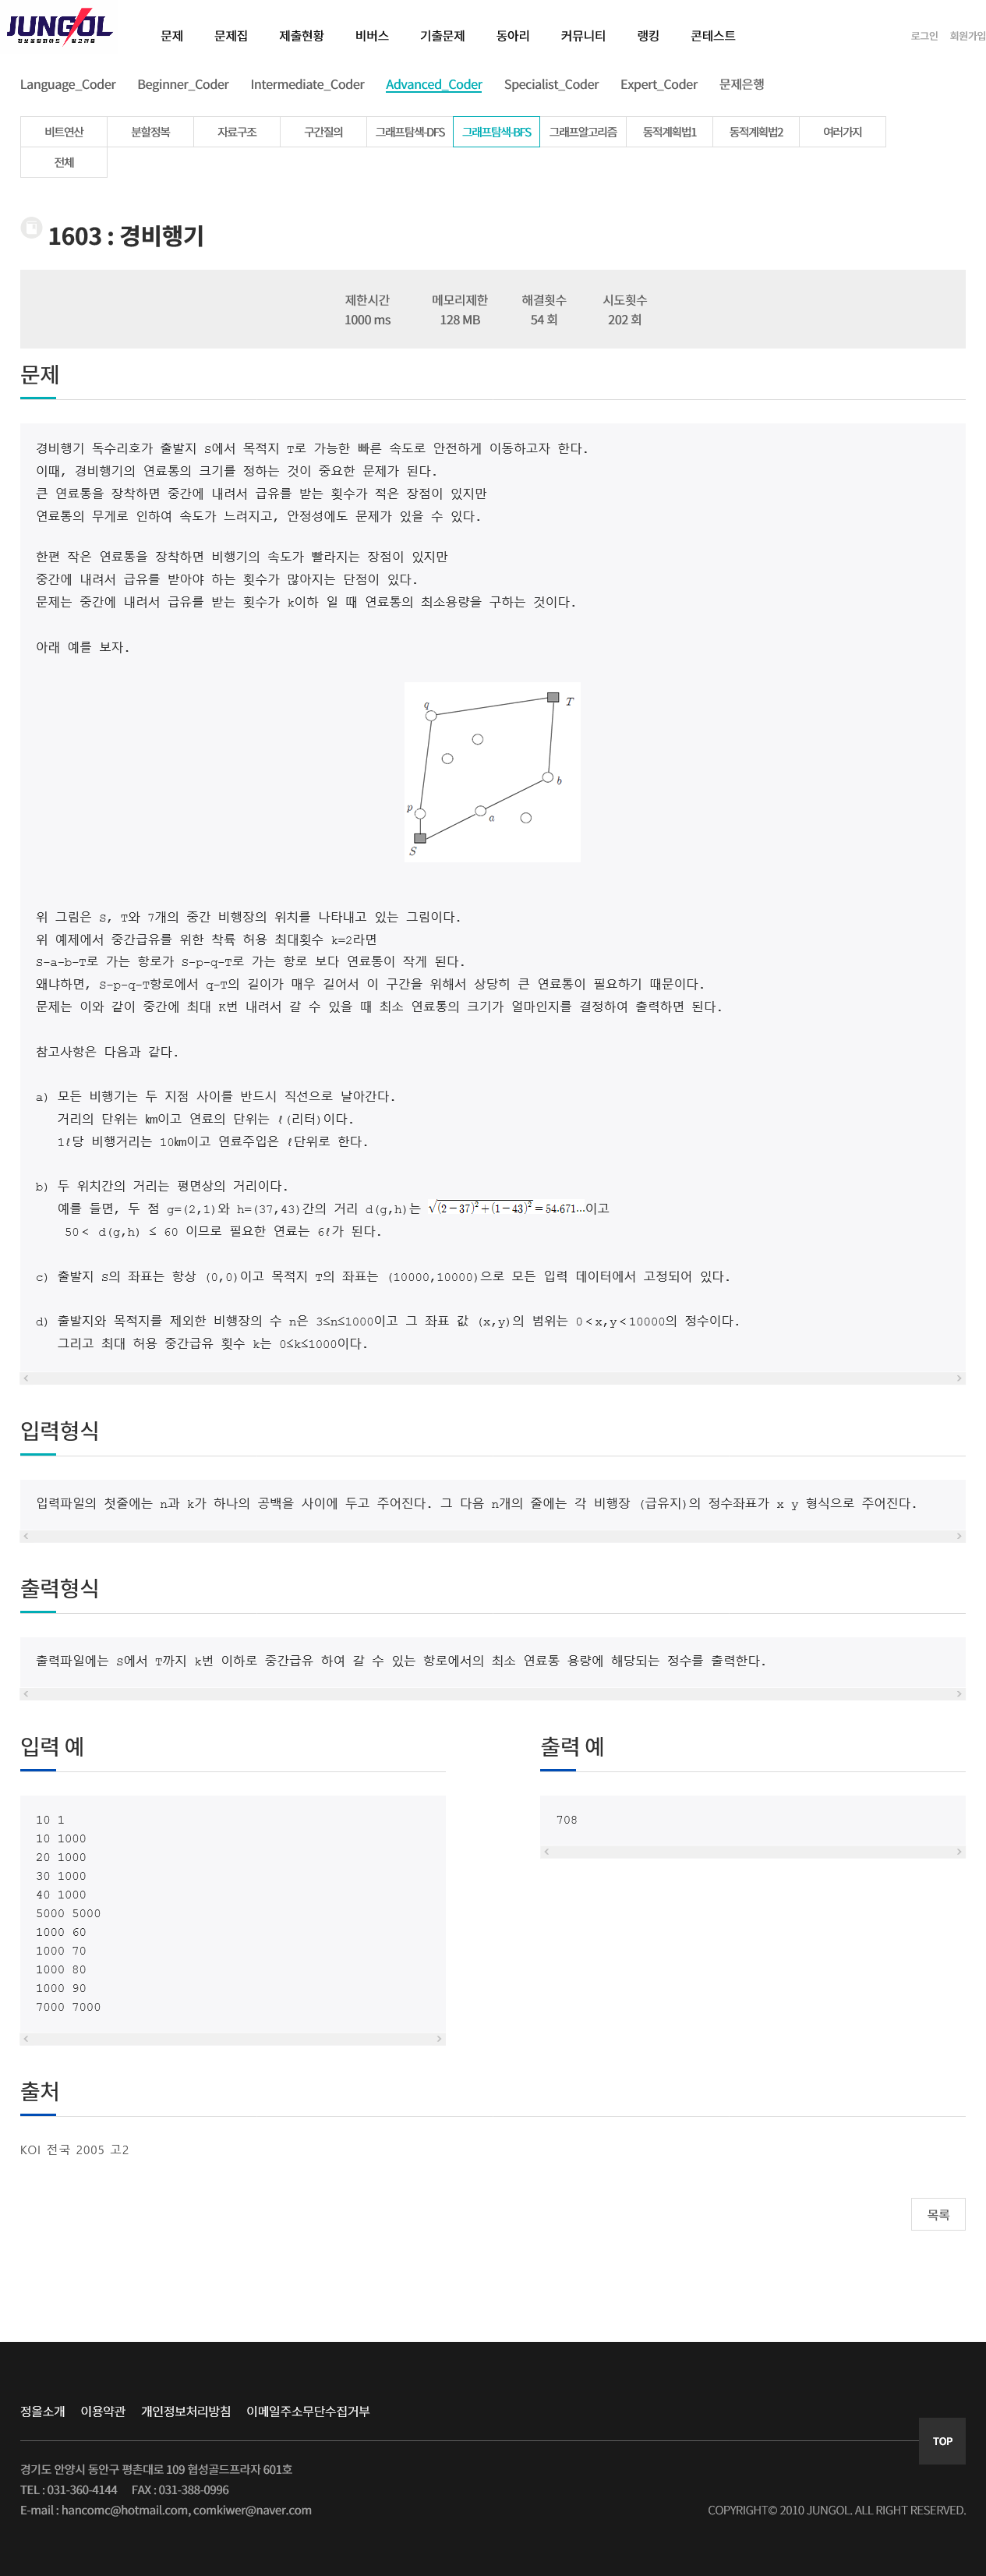 JUNGOL
정보올림피아드 알고리즘
문제 문제집 제출현황 비버스 기출문제 동아리 커뮤니티 랭킹 콘테스트 로그인 회원가입
Language_Coder Beginner_Coder Intermediate_Coder Advanced_Coder Specialist_Coder Expert_Coder 문제은행
비트연산 분할정복 자료구조 구간질의 그래프탐색-DFS 그래프탐색-BFS 그래프알고리즘 동적계획법1 동적계획법2 여러가지
전체
1603 : 경비행기
제한시간 메모리제한 해결횟수 시도횟수
1000 ms 128 MB 54 회 202 회
문제
경비행기 독수리호가 출발지 S에서 목적지 T로 가능한 빠른 속도로 안전하게 이동하고자 한다.
이때, 경비행기의 연료통의 크기를 정하는 것이 중요한 문제가 된다.
큰 연료통을 장착하면 중간에 내려서 급유를 받는 횟수가 적은 장점이 있지만
연료통의 무게로 인하여 속도가 느려지고, 안정성에도 문제가 있을 수 있다.
한편 작은 연료통을 장착하면 비행기의 속도가 빨라지는 장점이 있지만
중간에 내려서 급유를 받아야 하는 횟수가 많아지는 단점이 있다.
문제는 중간에 내려서 급유를 받는 횟수가 k이하 일 때 연료통의 최소용량을 구하는 것이다.
아래 예를 보자.
q T
b
p a
S
위 그림은 S, T와 7개의 중간 비행장의 위치를 나타내고 있는 그림이다.
위 예제에서 중간급유를 위한 착륙 허용 최대횟수 k=2라면
S-a-b-T로 가는 항로가 S-p-q-T로 가는 항로 보다 연료통이 작게 된다.
왜냐하면, S-p-q-T항로에서 q-T의 길이가 매우 길어서 이 구간을 위해서 상당히 큰 연료통이 필요하기 때문이다.
문제는 이와 같이 중간에 최대 K번 내려서 갈 수 있을 때 최소 연료통의 크기가 얼마인지를 결정하여 출력하면 된다.
참고사항은 다음과 같다.
a) 모든 비행기는 두 지점 사이를 반드시 직선으로 날아간다.
거리의 단위는 ㎞이고 연료의 단위는 ℓ(리터)이다.
1ℓ당 비행거리는 10㎞이고 연료주입은 ℓ단위로 한다.
b) 두 위치간의 거리는 평면상의 거리이다.
예를 들면, 두 점 g=(2,1)와 h=(37,43)간의 거리 d(g,h)는 √(2-37)²+(1-43)² = 54.671...이고
50< d(g,h) ≤ 60 이므로 필요한 연료는 6ℓ가 된다.
c) 출발지 S의 좌표는 항상 (0,0)이고 목적지 T의 좌표는 (10000,10000)으로 모든 입력 데이터에서 고정되어 있다.
d) 출발지와 목적지를 제외한 비행장의 수 n은 3≤n≤1000이고 그 좌표 값 (x,y)의 범위는 0<x,y<10000의 정수이다.
그리고 최대 허용 중간급유 횟수 k는 0≤k≤1000이다.
입력형식
입력파일의 첫줄에는 n과 k가 하나의 공백을 사이에 두고 주어진다. 그 다음 n개의 줄에는 각 비행장 (급유지)의 정수좌표가 x y 형식으로 주어진다.
출력형식
출력파일에는 S에서 T까지 k번 이하로 중간급유 하여 갈 수 있는 항로에서의 최소 연료통 용량에 해당되는 정수를 출력한다.
입력 예 출력 예
10 1 708
10 1000
20 1000
30 1000
40 1000
5000 5000
1000 60
1000 70
1000 80
1000 90
7000 7000
출처
KOI 전국 2005 고2
목록
정올소개 이용약관 개인정보처리방침 이메일주소무단수집거부
TOP
경기도 안양시 동안구 평촌대로 109 협성골드프라자 601호
TEL : 031-360-4144 FAX : 031-388-0996
E-mail : hancomc@hotmail.com, comkiwer@naver.com COPYRIGHT© 2010 JUNGOL. ALL RIGHT RESERVED.